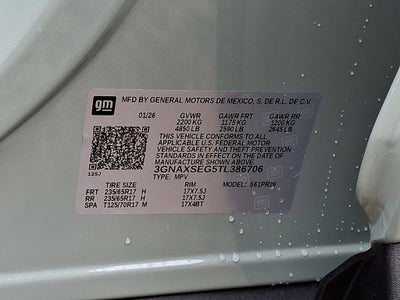 gm
MFD BY GENERAL MOTORS DE MEXICO, S. DE R.L. DE C.V.
01/26 GVWR GAWR FRT GAWR RR
2200 KG 1175 KG 1200 KG
4850 LB 2590 LB 2645 LB
THIS VEHICLE CONFORMS TO ALL
APPLICABLE U.S. FEDERAL MOTOR
VEHICLE SAFETY AND THEFT PREVENTION
STANDARDS IN EFFECT ON THE DATE OF
MANUFACTURE SHOWN ABOVE.
3GNAXSEG5TL386706
125J TYPE: MPV
TIRE SIZE RIM MODEL: 561PR26
FRT 235/65R17 H 17X7.5J
RR 235/65R17 H 17X7.5J
SPA T125/70R17 M 17X4BT